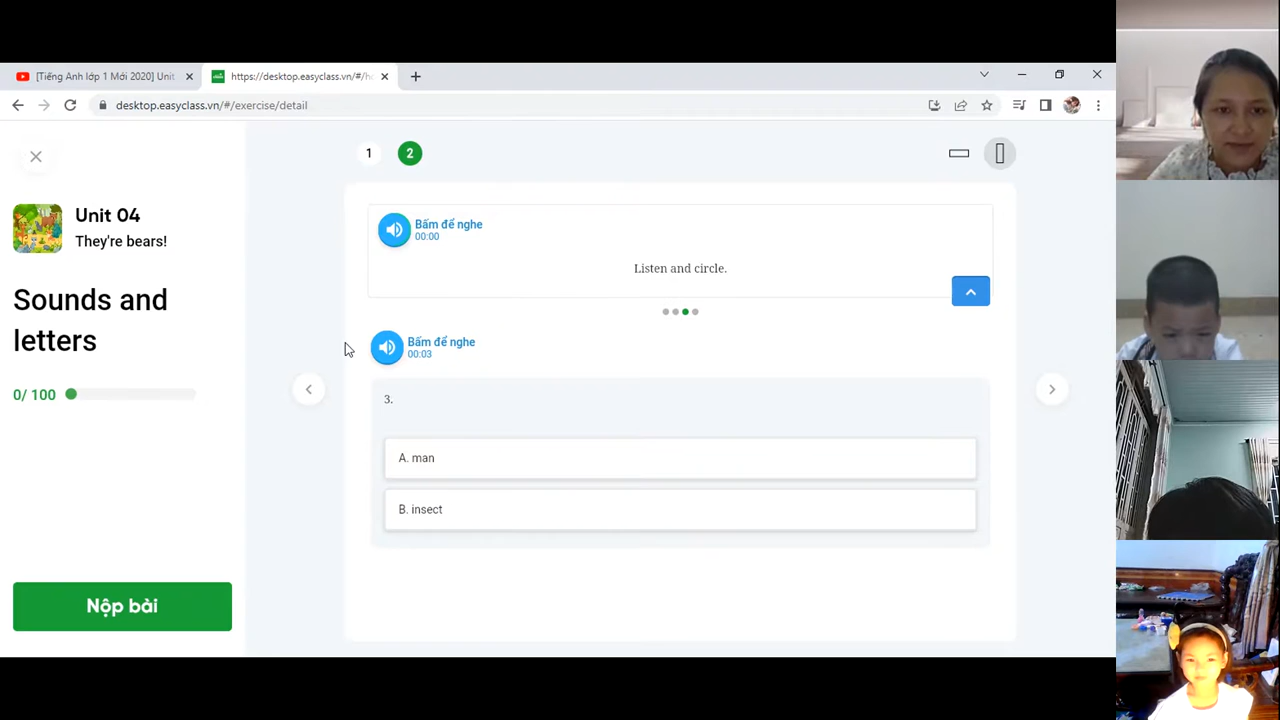 [Tiếng Anh lớp 1 Mới 2020] Unit
https://desktop.easyclass.vn/#/h
desktop.easyclass.vn/#/exercise/detail
1
2
Unit 04
They're bears!
Sounds and
letters
0/ 100
Bấm để nghe
00:00
Listen and circle.
Bấm để nghe
00:03
3.
A. man
B. insect
Nộp bài